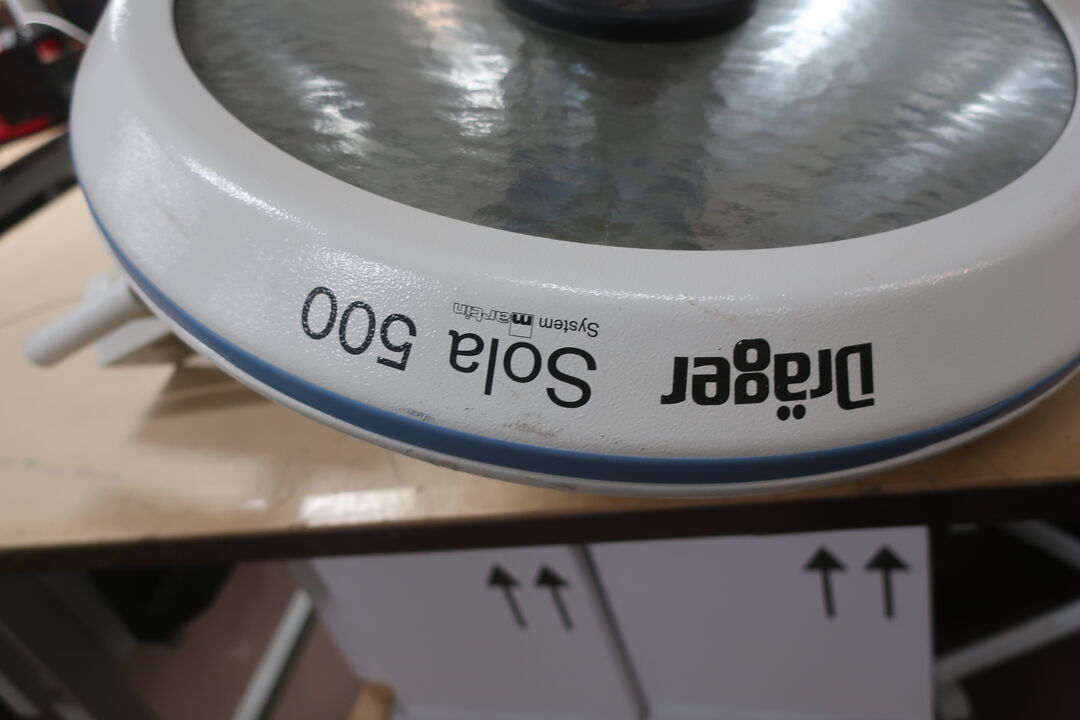 Dräger
Sola 500
System martin